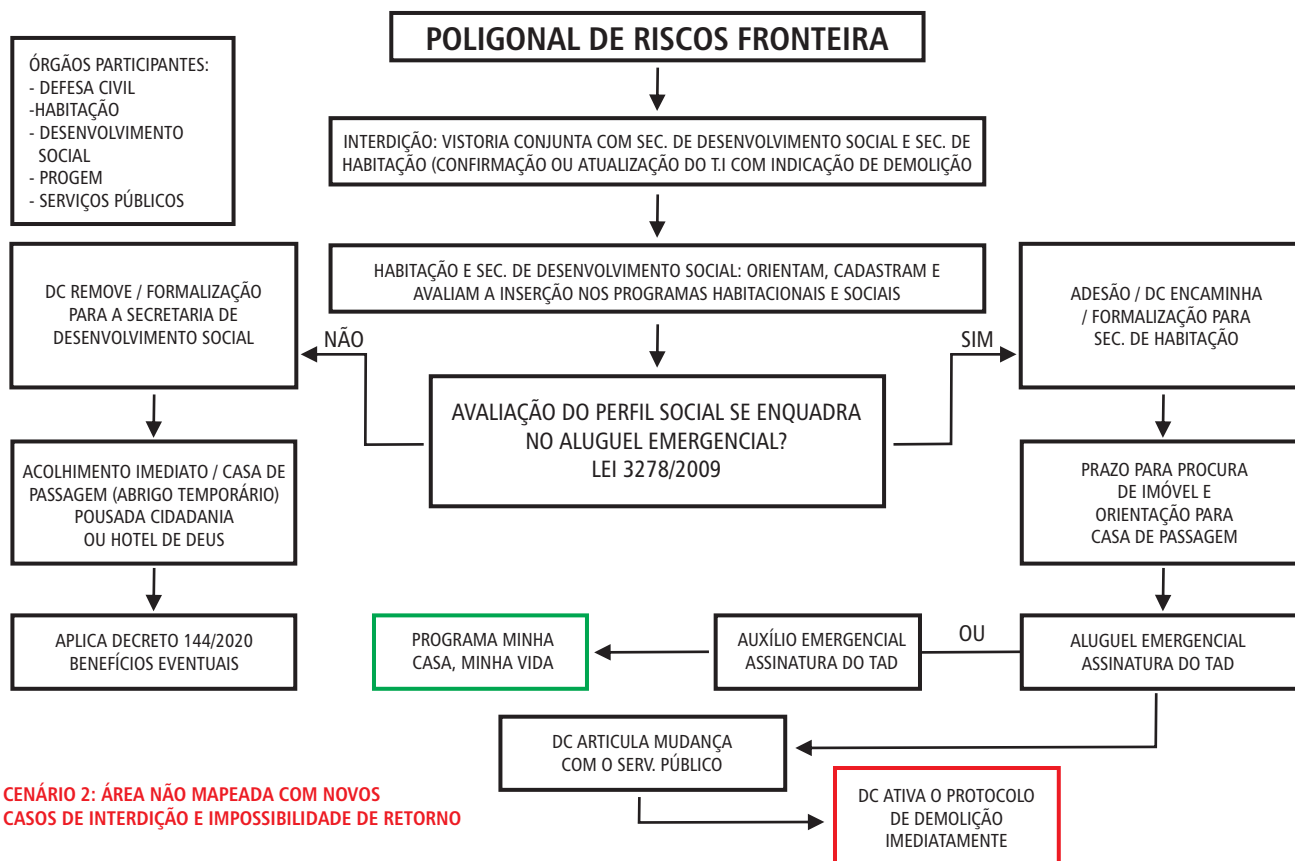 POLIGONAL DE RISCOS FRONTEIRA
ÓRGÃOS PARTICIPANTES:
- DEFESA CIVIL
-HABITAÇÃO
- DESENVOLVIMENTO
SOCIAL
- PROGEM
- SERVIÇOS PÚBLICOS
INTERDIÇÃO: VISTORIA CONJUNTA COM SEC. DE DESENVOLVIMENTO SOCIAL E SEC. DE
HABITAÇÃO (CONFIRMAÇÃO OU ATUALIZAÇÃO DO T.I COM INDICAÇÃO DE DEMOLIÇÃO
HABITAÇÃO E SEC. DE DESENVOLVIMENTO SOCIAL: ORIENTAM, CADASTRAM E
AVALIAM A INSERÇÃO NOS PROGRAMAS HABITACIONAIS E SOCIAIS
AVALIAÇÃO DO PERFIL SOCIAL SE ENQUADRA
NO ALUGUEL EMERGENCIAL?
LEI 3278/2009
NÃO
DC REMOVE / FORMALIZAÇÃO
PARA A SECRETARIA DE
DESENVOLVIMENTO SOCIAL
ACOLHIMENTO IMEDIATO / CASA DE
PASSAGEM (ABRIGO TEMPORÁRIO)
POUSADA CIDADANIA
OU HOTEL DE DEUS
APLICA DECRETO 144/2020
BENEFÍCIOS EVENTUAIS
SIM
ADESÃO / DC ENCAMINHA
/ FORMALIZAÇÃO PARA
SEC. DE HABITAÇÃO
PRAZO PARA PROCURA
DE IMÓVEL E
ORIENTAÇÃO PARA
CASA DE PASSAGEM
ALUGUEL EMERGENCIAL
ASSINATURA DO TAD
OU
AUXÍLIO EMERGENCIAL
ASSINATURA DO TAD
PROGRAMA MINHA
CASA, MINHA VIDA
DC ARTICULA MUDANÇA
COM O SERV. PÚBLICO
DC ATIVA O PROTOCOLO
DE DEMOLIÇÃO
IMEDIATAMENTE
CENÁRIO 2: ÁREA NÃO MAPEADA COM NOVOS
CASOS DE INTERDIÇÃO E IMPOSSIBILIDADE DE RETORNO